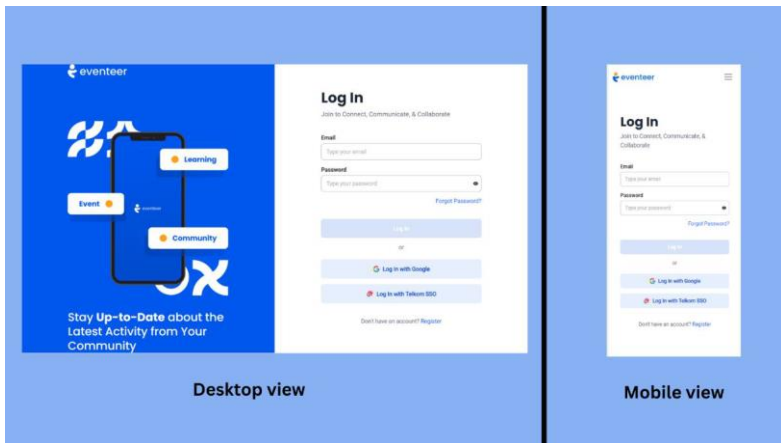 eventeer
Learning
Event
eventeer
Community
Stay Up-to-Date about the
Latest Activity from Your
Community
Log In
Join to Connect, Communicate, & Collaborate
Email
Type your email
Password
Type your password
Forgot Password?
Log In
or
Log In with Google
Log In with Telkom SSO
Don't have an account? Register
Desktop view
eventeer
Log In
Join to Connect, Communicate, &
Collaborate
Email
Type your email
Password
Type your password
Forgot Password?
Log In
or
Log In with Google
Log In with Telkom SSO
Don't have an account? Register
Mobile view